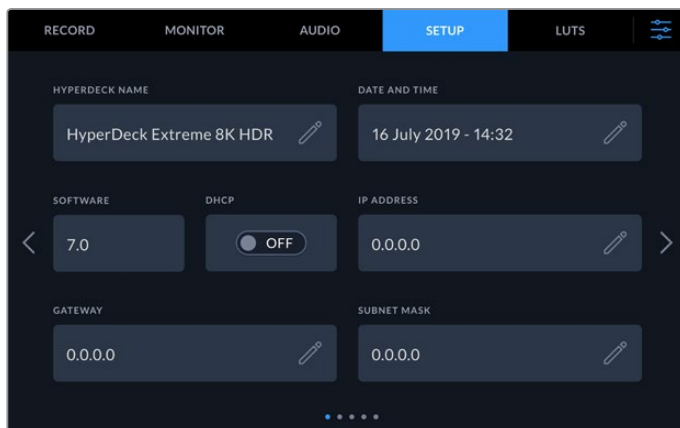 RECORD MONITOR AUDIO SETUP LUTS
HYPERDECK NAME DATE AND TIME
HyperDeck Extreme 8K HDR 16 July 2019 - 14:32
SOFTWARE DHCP IP ADDRESS
7.0 OFF 0.0.0.0
GATEWAY SUBNET MASK
0.0.0.0 0.0.0.0